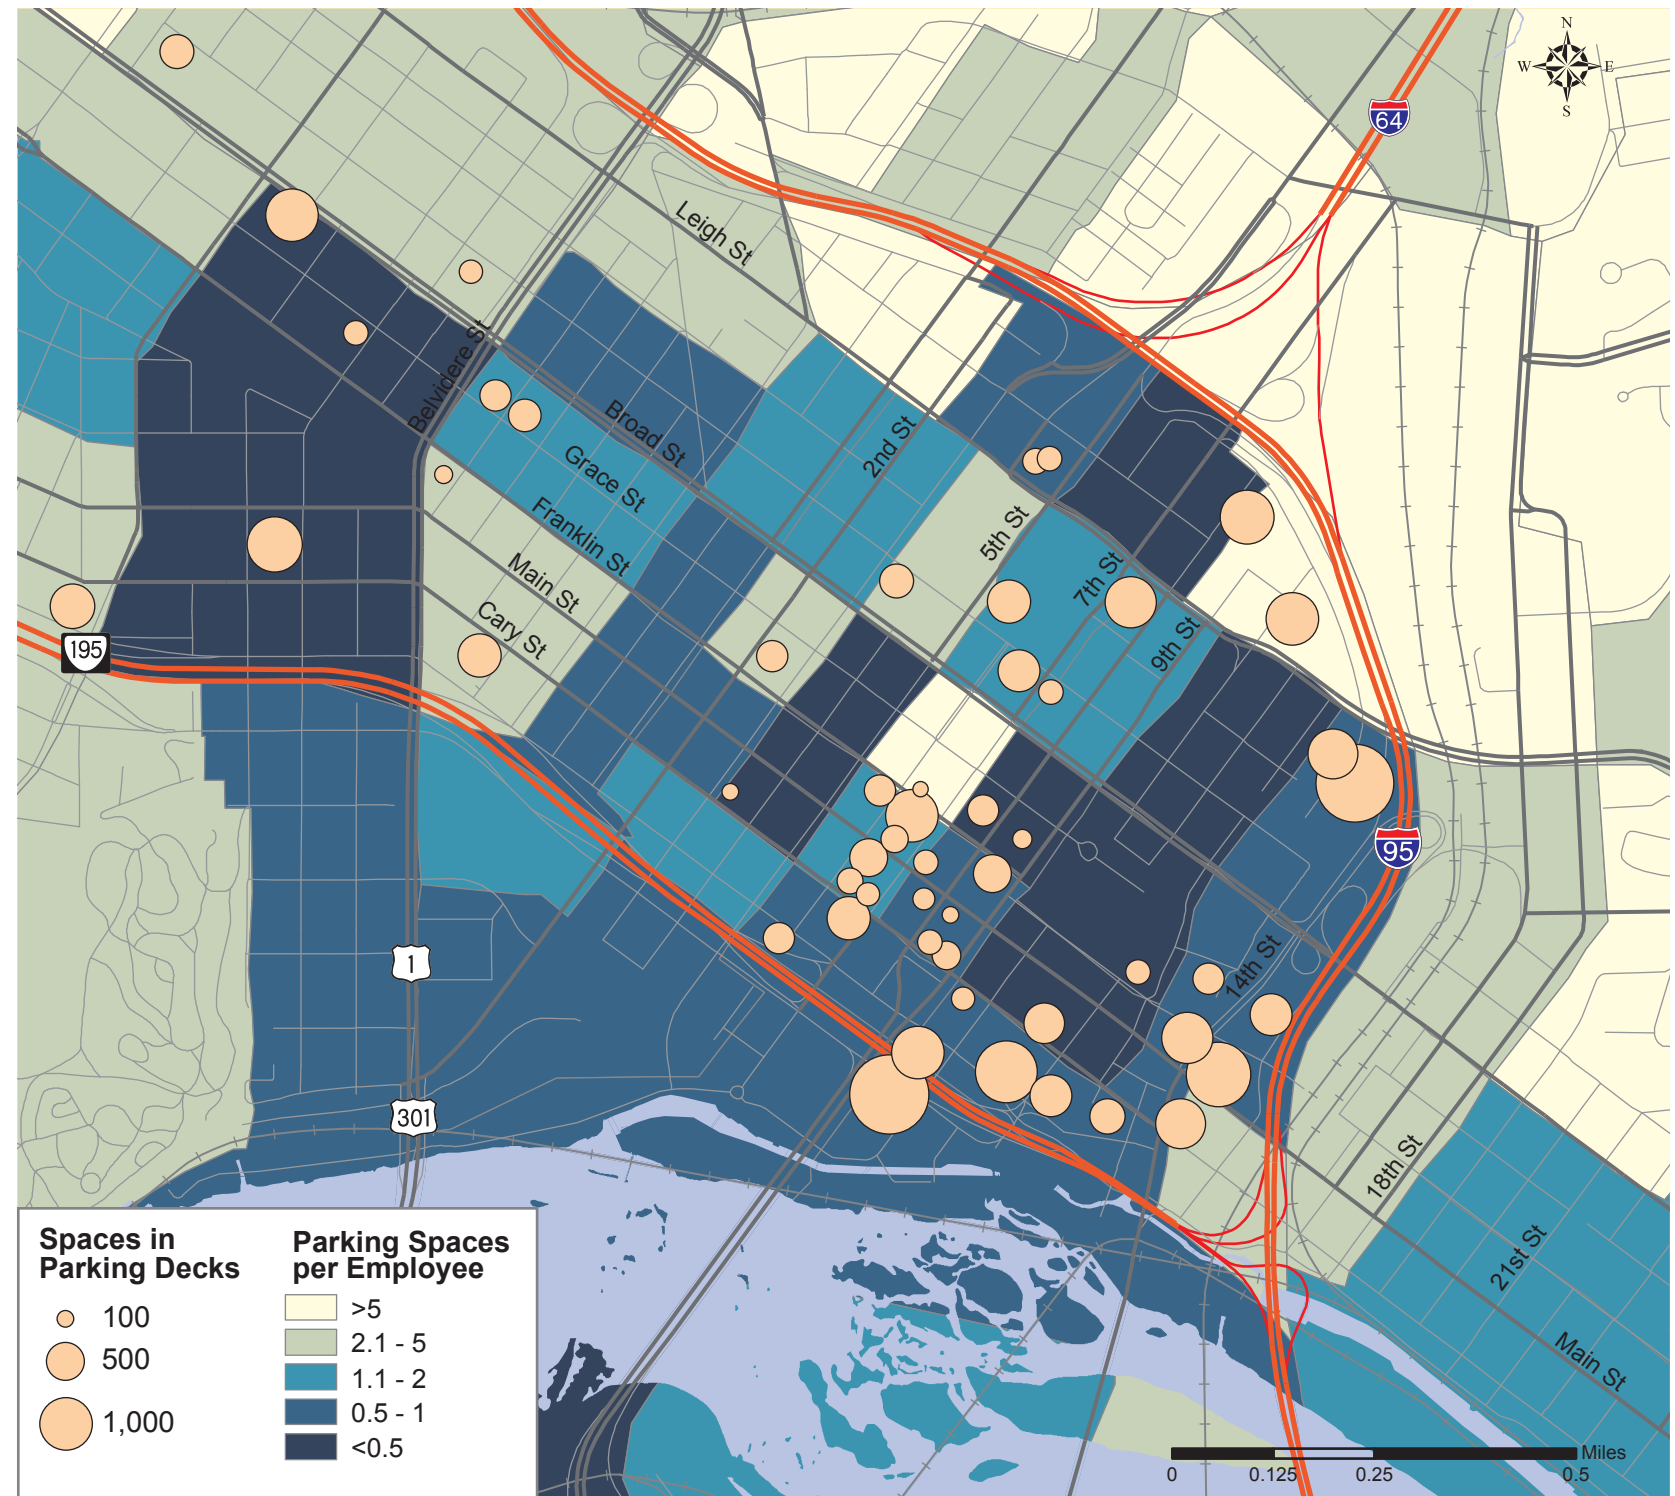 N
W E
S
64
Leigh St
Belvidere St
Broad St
2nd St
Grace St
Franklin St
5th St
Main St
7th St
Cary St
9th St
195
95
14th St
1
301
18th St
21st St
Main St
Spaces in
Parking Decks
100
500
1,000
Parking Spaces
per Employee
>5
2.1 - 5
1.1 - 2
0.5 - 1
<0.5
Miles
0 0.125 0.25 0.5